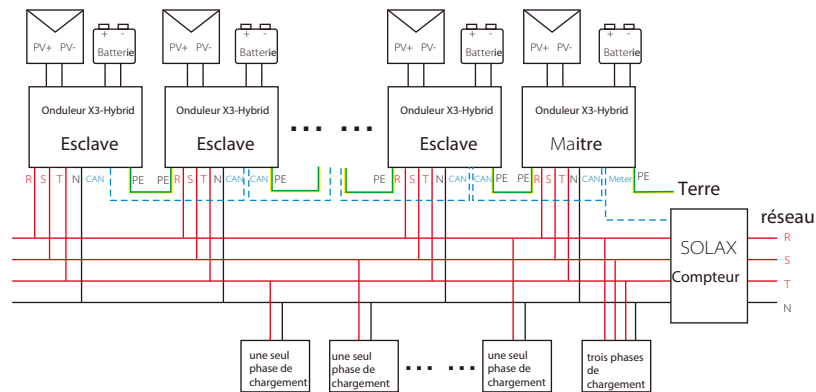 PV+ PV-
+ -
Batterie
PV+ PV-
+ -
Batterie
PV+ PV-
+ -
Batterie
PV+ PV-
+ -
Batterie
Onduleur X3-Hybrid
Esclave
Onduleur X3-Hybrid
Esclave
... ...
Onduleur X3-Hybrid
Esclave
Onduleur X3-Hybrid
Maitre
R S T N CAN PE
PE R S T N CAN CAN PE
PE R S T N CAN CAN PE
PE R S T N CAN Meter PE
Terre
réseau
SOLAX
Compteur
R
S
T
N
une seul
phase de
chargement
une seul
phase de
chargement
... ...
une seul
phase de
chargement
trois phases
de
chargement